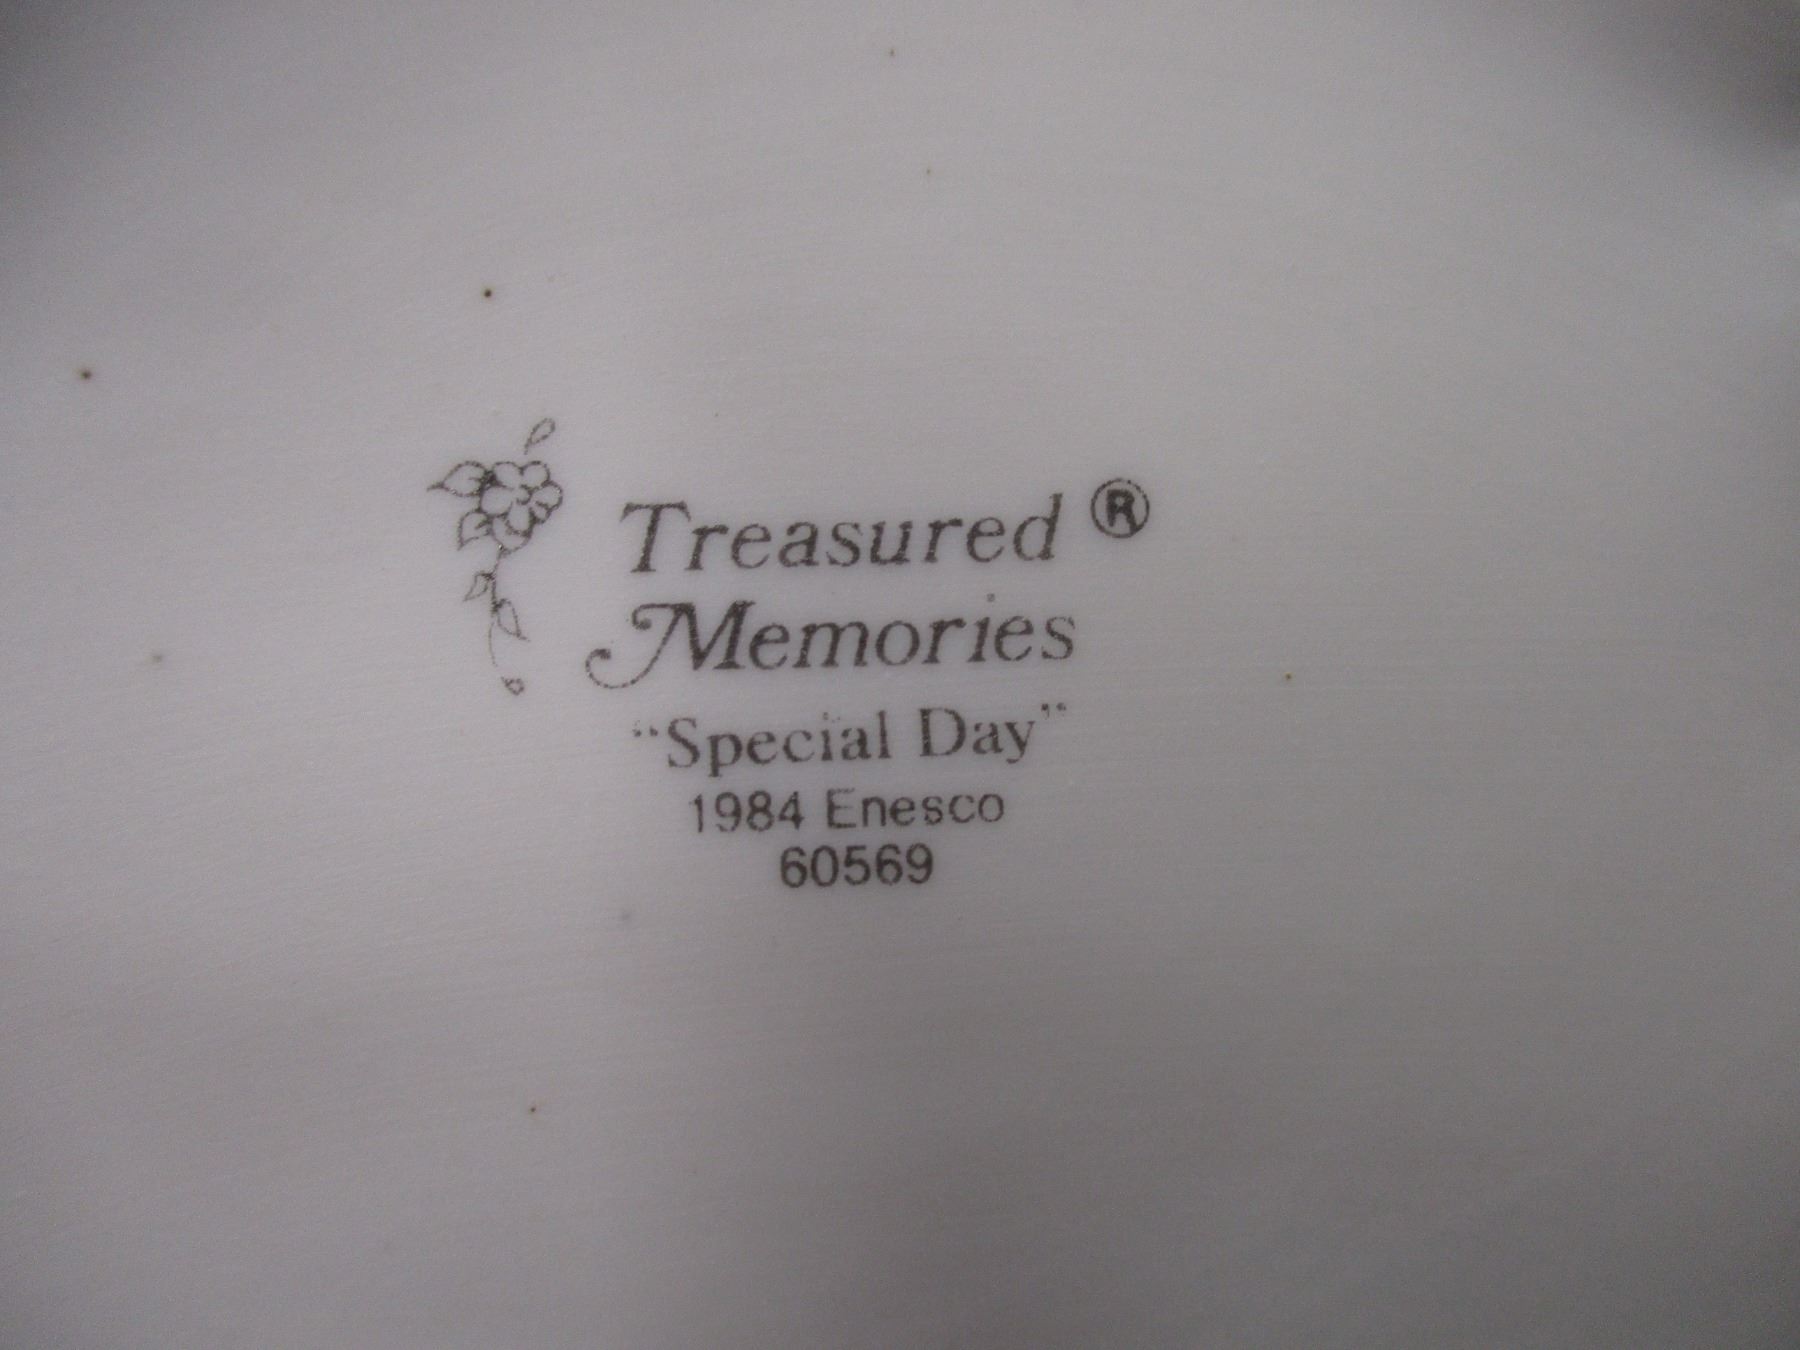 Treasured ®
Memories
“Special Day”
1984 Enesco
60569